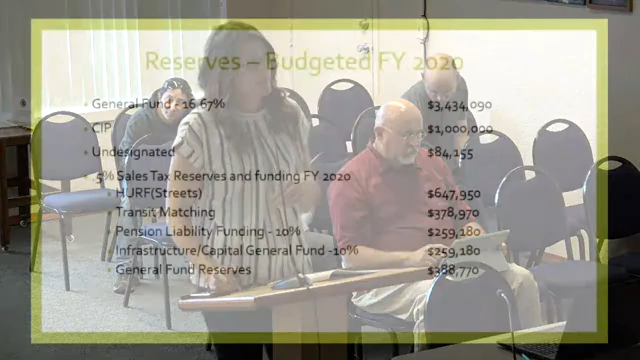 Reserves – Budgeted FY 2020
• General Fund - 16.67% $3,434,090
• CIP $1,000,000
• Undesignated $84,155
• .5% Sales Tax Reserves and funding FY 2020
• HURF(Streets) $647,950
• Transit Matching $378,970
• Pension Liability Funding - 10% $259,180
• Infrastructure/Capital General Fund -10% $259,180
• General Fund Reserves $388,770